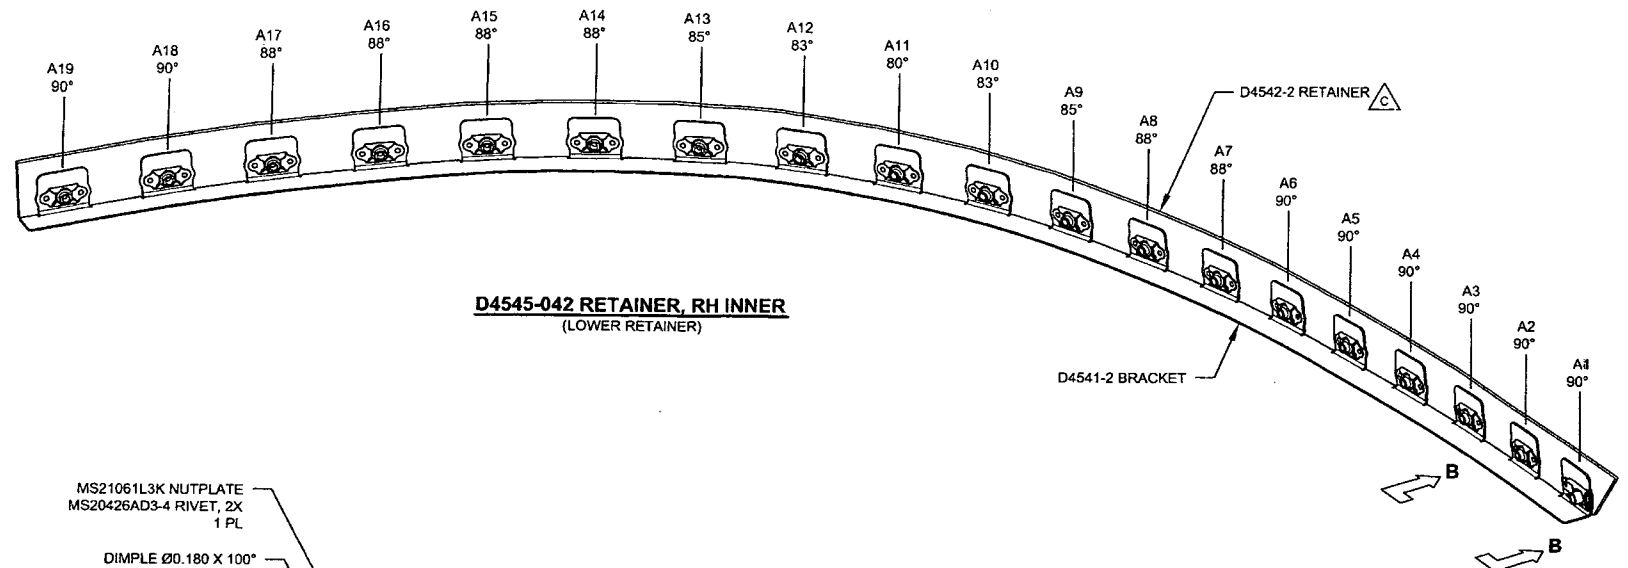 A19
90°
A18
90°
A17
88°
A16
88°
A15
88°
A14
88°
A13
85°
A12
83°
A11
80°
A10
83°
A9
85°
A8
88°
A7
88°
A6
90°
A5
90°
A4
90°
A3
90°
A2
90°
A1
90°
D4542-2 RETAINER
C
D4545-042 RETAINER, RH INNER
(LOWER RETAINER)
D4541-2 BRACKET
B
B
MS21061L3K NUTPLATE
MS20426AD3-4 RIVET, 2X
1 PL
DIMPLE Ø0.180 X 100°